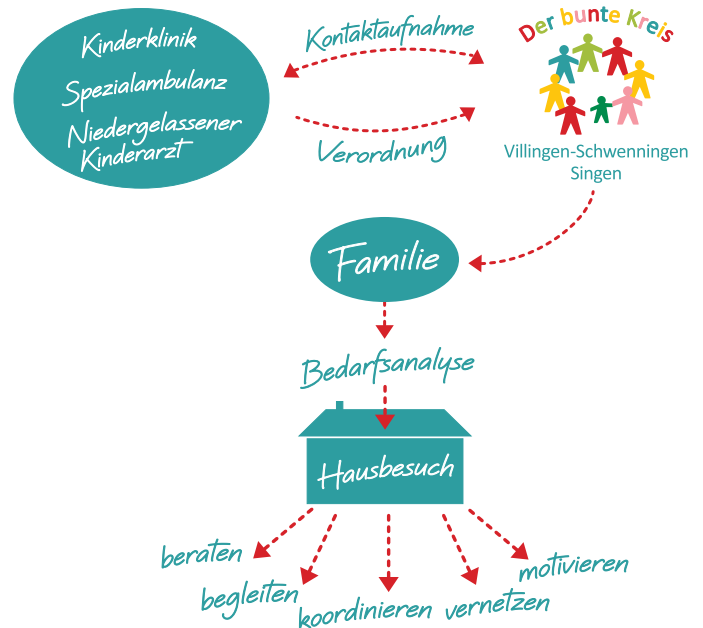 Kinderklinik
Spezialambulanz
Niedergelassener
Kinderarzt
Kontaktaufnahme
Verordnung
Der bunte Kreis
Villingen-Schwenningen
Singen
Familie
Bedarfsanalyse
Hausbesuch
beraten
begleiten
koordinieren
vernetzen
motivieren